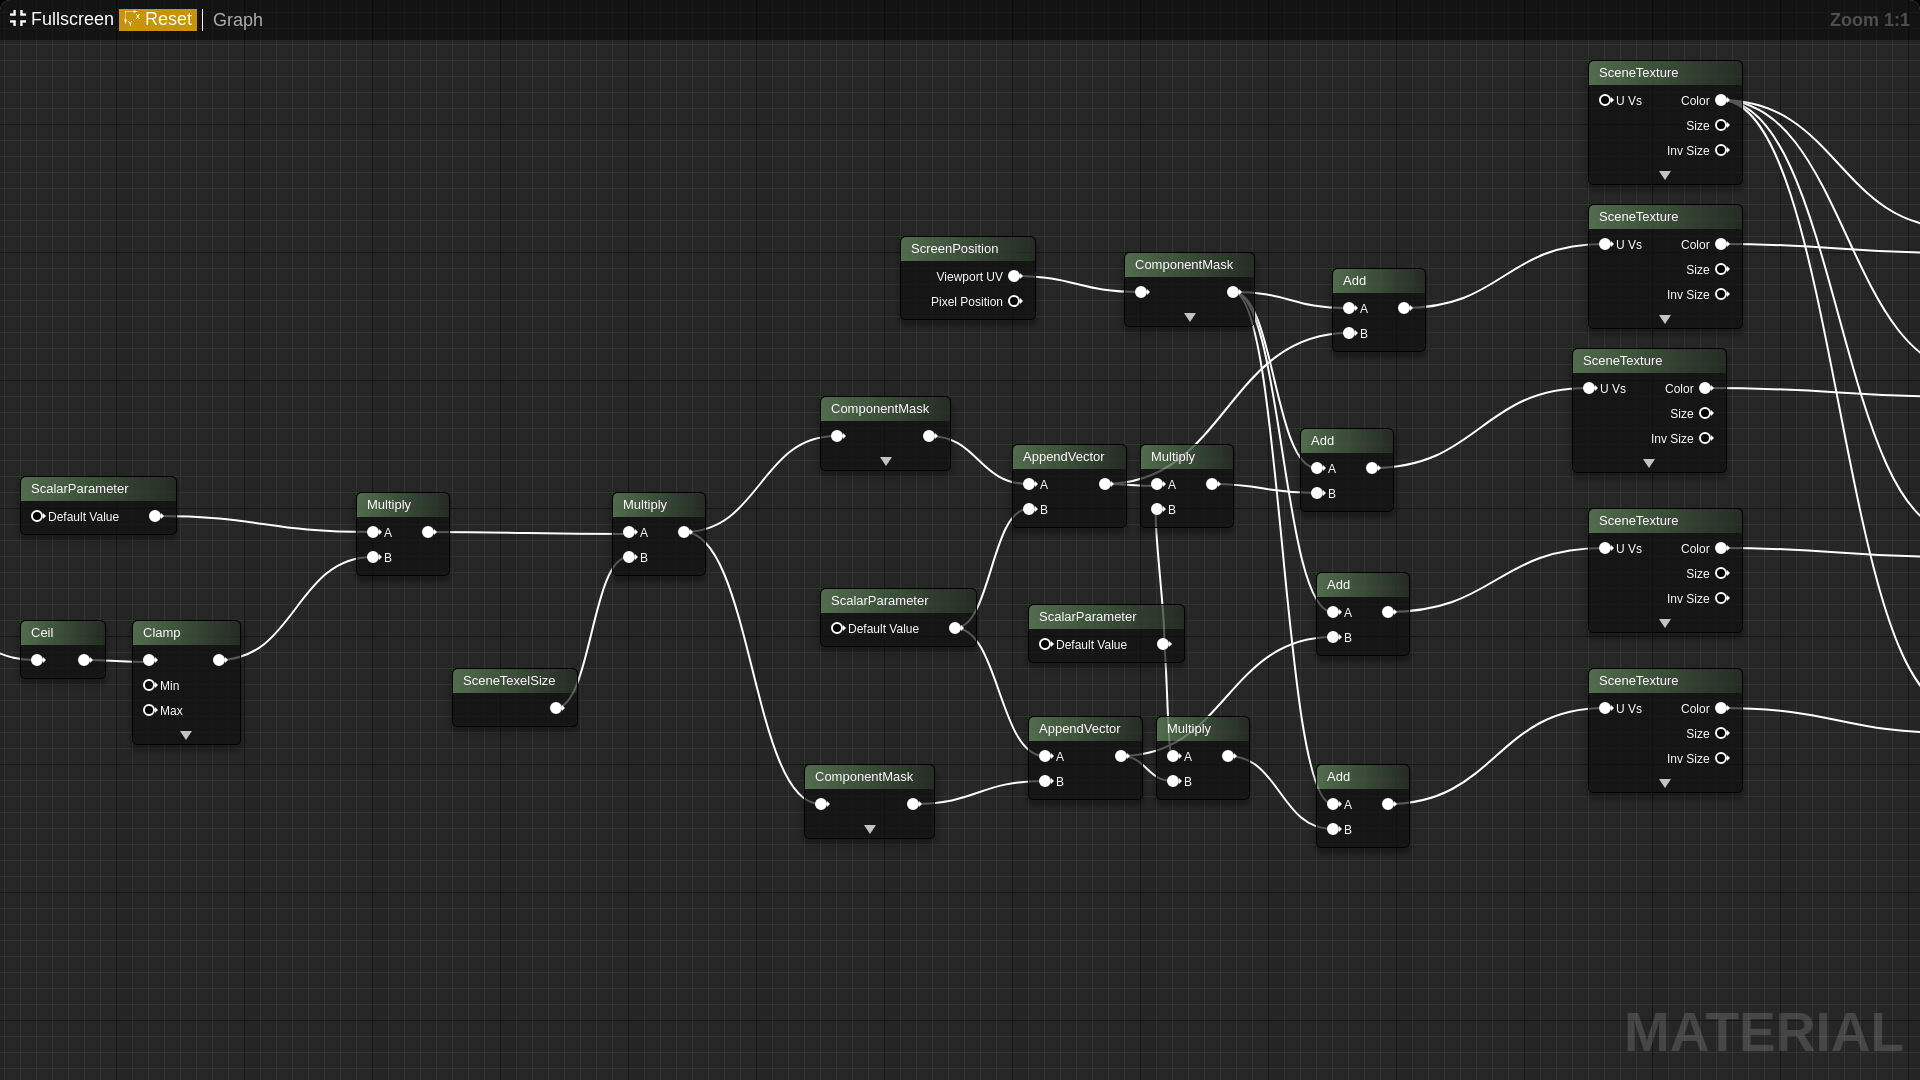 Fullscreen Reset Graph Zoom 1:1
SceneTexture
U Vs Color
Size
Inv Size
SceneTexture
U Vs Color
Size
Inv Size
ScreenPosition
Viewport UV
Pixel Position
ComponentMask
Add
A
B
SceneTexture
U Vs Color
Size
Inv Size
ComponentMask
Add
A
B
AppendVector
A
B
Multiply
A
B
ScalarParameter
Default Value
Multiply
A
B
Multiply
A
B
SceneTexture
U Vs Color
Size
Inv Size
Add
A
B
ScalarParameter
Default Value
ScalarParameter
Default Value
Ceil
Clamp
Min
Max
SceneTexelSize
SceneTexture
U Vs Color
Size
Inv Size
AppendVector
A
B
Multiply
A
B
ComponentMask
Add
A
B
MATERIAL